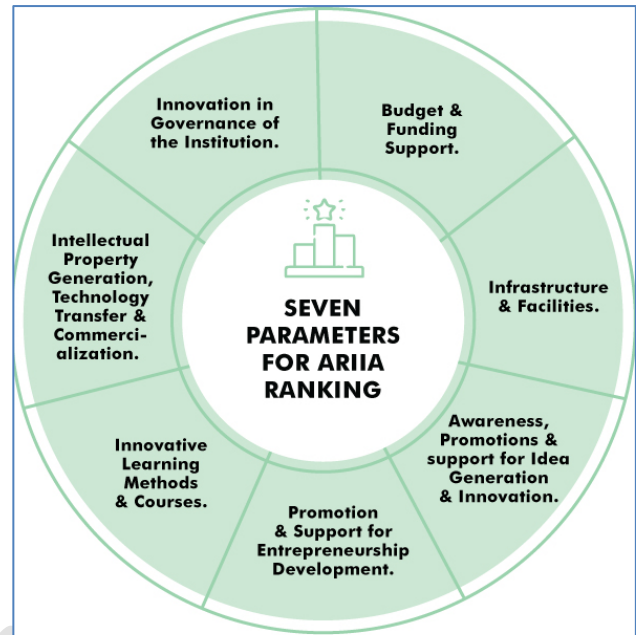 Innovation in
Governance of
the Institution.
Budget &
Funding
Support.
Intellectual
Property
Generation,
Technology
Transfer &
Commerci-
alization.
SEVEN
PARAMETERS
FOR ARIIA
RANKING
Infrastructure
& Facilities.
Innovative
Learning
Methods
& Courses.
Awareness,
Promotions &
support for Idea
Generation
& Innovation.
Promotion
& Support for
Entrepreneurship
Development.